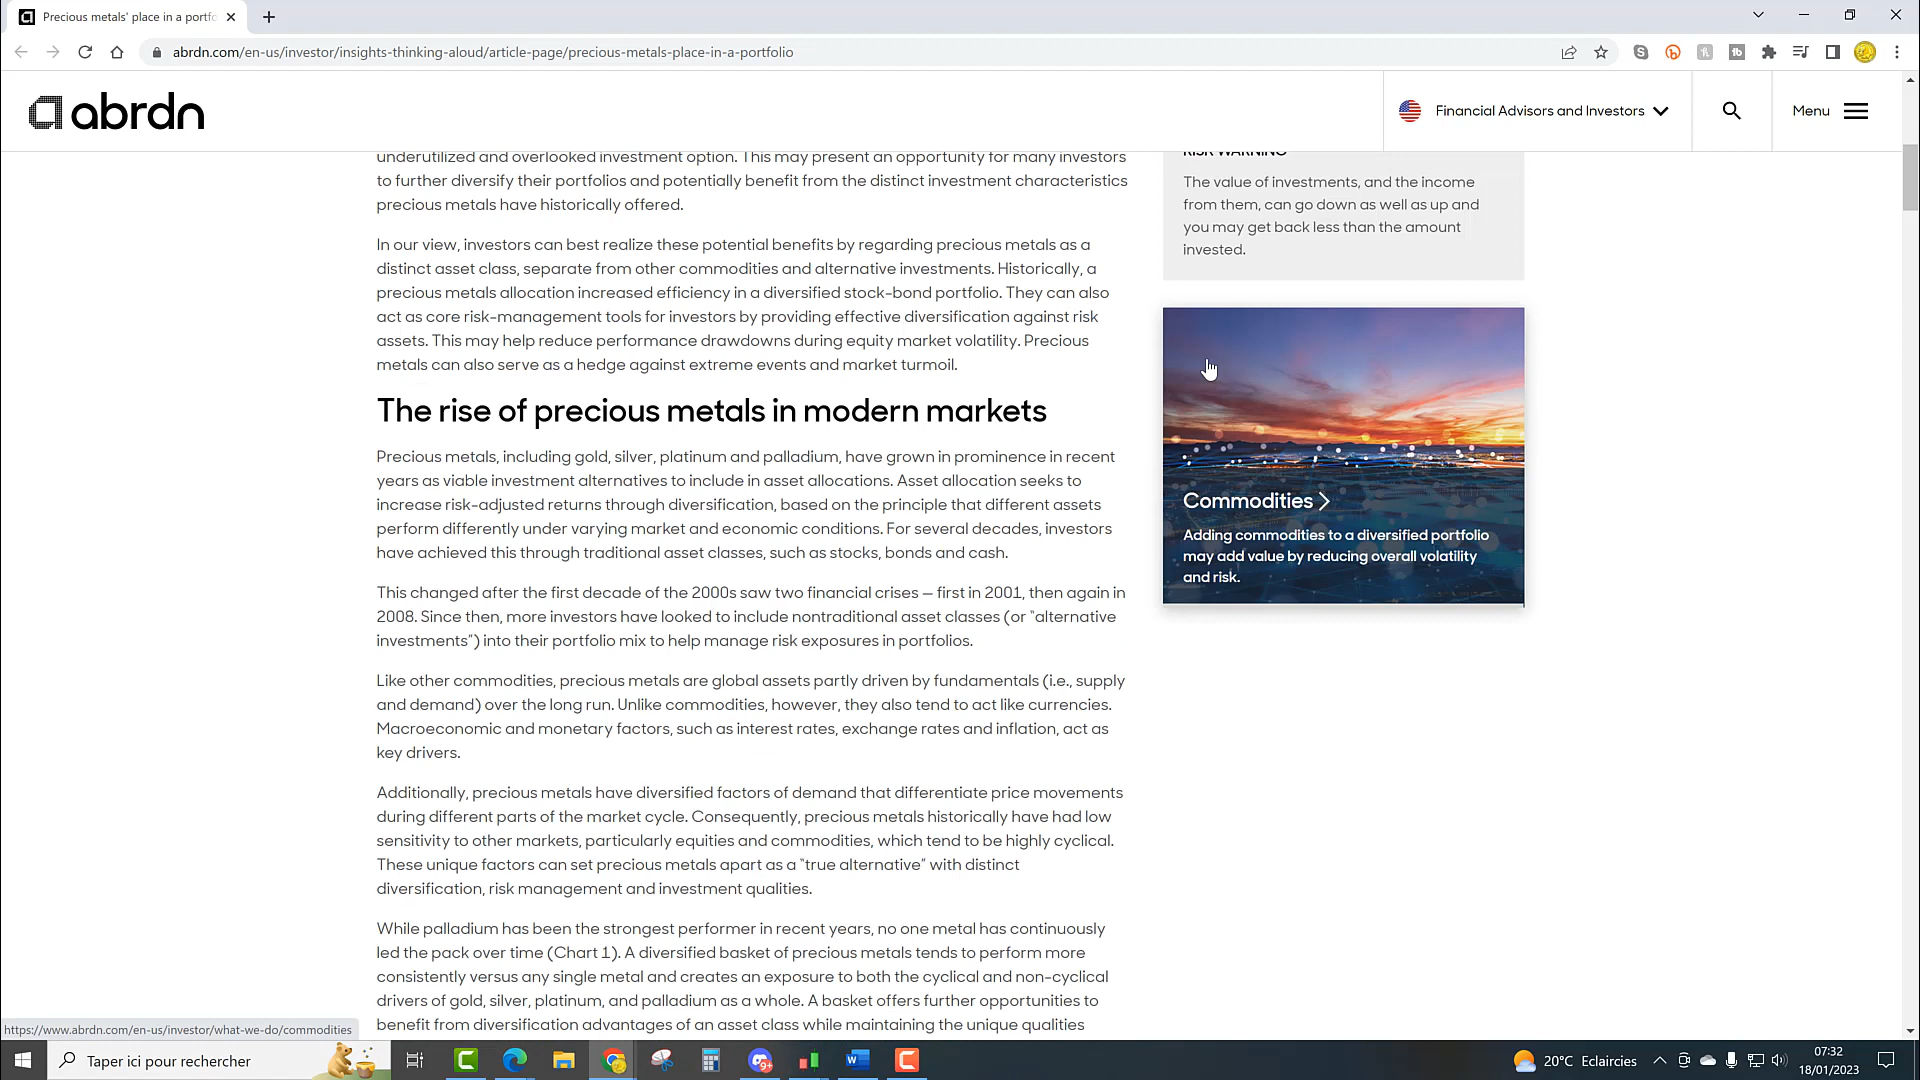 Precious metals' place in a portfo
abrdn.com/en-us/investor/insights-thinking-aloud/article-page/precious-metals-place-in-a-portfolio
abrdn
Financial Advisors and Investors
Menu
underutilized and overlooked investment option. This may present an opportunity for many investors
to further diversify their portfolios and potentially benefit from the distinct investment characteristics
precious metals have historically offered.
In our view, investors can best realize these potential benefits by regarding precious metals as a
distinct asset class, separate from other commodities and alternative investments. Historically, a
precious metals allocation increased efficiency in a diversified stock-bond portfolio. They can also
act as core risk-management tools for investors by providing effective diversification against risk
assets. This may help reduce performance drawdowns during equity market volatility. Precious
metals can also serve as a hedge against extreme events and market turmoil.
The rise of precious metals in modern markets
Precious metals, including gold, silver, platinum and palladium, have grown in prominence in recent
years as viable investment alternatives to include in asset allocations. Asset allocation seeks to
increase risk-adjusted returns through diversification, based on the principle that different assets
perform differently under varying market and economic conditions. For several decades, investors
have achieved this through traditional asset classes, such as stocks, bonds and cash.
This changed after the first decade of the 2000s saw two financial crises — first in 2001, then again in
2008. Since then, more investors have looked to include nontraditional asset classes (or "alternative
investments") into their portfolio mix to help manage risk exposures in portfolios.
Like other commodities, precious metals are global assets partly driven by fundamentals (i.e., supply
and demand) over the long run. Unlike commodities, however, they also tend to act like currencies.
Macroeconomic and monetary factors, such as interest rates, exchange rates and inflation, act as
key drivers.
Additionally, precious metals have diversified factors of demand that differentiate price movements
during different parts of the market cycle. Consequently, precious metals historically have had low
sensitivity to other markets, particularly equities and commodities, which tend to be highly cyclical.
These unique factors can set precious metals apart as a "true alternative" with distinct
diversification, risk management and investment qualities.
While palladium has been the strongest performer in recent years, no one metal has continuously
led the pack over time (Chart 1). A diversified basket of precious metals tends to perform more
consistently versus any single metal and creates an exposure to both the cyclical and non-cyclical
drivers of gold, silver, platinum, and palladium as a whole. A basket offers further opportunities to
benefit from diversification advantages of an asset class while maintaining the unique qualities
RISK WARNING
The value of investments, and the income
from them, can go down as well as up and
you may get back less than the amount
invested.
Commodities
Adding commodities to a diversified portfolio
may add value by reducing overall volatility
and risk.
https://www.abrdn.com/en-us/investor/what-we-do/commodities
Taper ici pour rechercher
20°C Eclaircies
07:32
18/01/2023